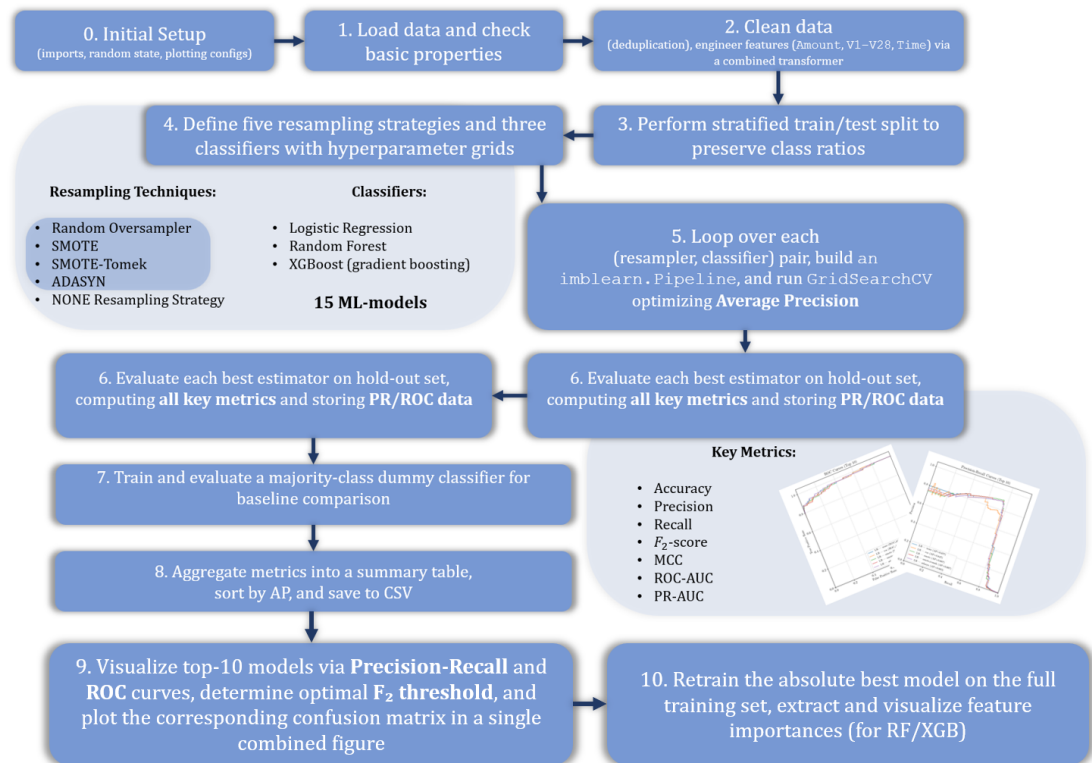 0. Initial Setup
(imports, random state, plotting configs)
1. Load data and check
basic properties
2. Clean data
(deduplication), engineer features (Amount, V1-V28, Time) via
a combined transformer
4. Define five resampling strategies and three
classifiers with hyperparameter grids
3. Perform stratified train/test split to
preserve class ratios
Resampling Techniques:
• Random Oversampler
• SMOTE
• SMOTE-Tomek
• ADASYN
• NONE Resampling Strategy
Classifiers:
• Logistic Regression
• Random Forest
• XGBoost (gradient boosting)
15 ML-models
5. Loop over each
(resampler, classifier) pair, build an
imblearn.Pipeline, and run GridSearchCV
optimizing Average Precision
6. Evaluate each best estimator on hold-out set,
computing all key metrics and storing PR/ROC data
6. Evaluate each best estimator on hold-out set,
computing all key metrics and storing PR/ROC data
Key Metrics:
• Accuracy
• Precision
• Recall
• F₂-score
• MCC
• ROC-AUC
• PR-AUC
7. Train and evaluate a majority-class dummy classifier for
baseline comparison
8. Aggregate metrics into a summary table,
sort by AP, and save to CSV
9. Visualize top-10 models via Precision-Recall and
ROC curves, determine optimal F₂ threshold, and
plot the corresponding confusion matrix in a single
combined figure
10. Retrain the absolute best model on the full
training set, extract and visualize feature
importances (for RF/XGB)